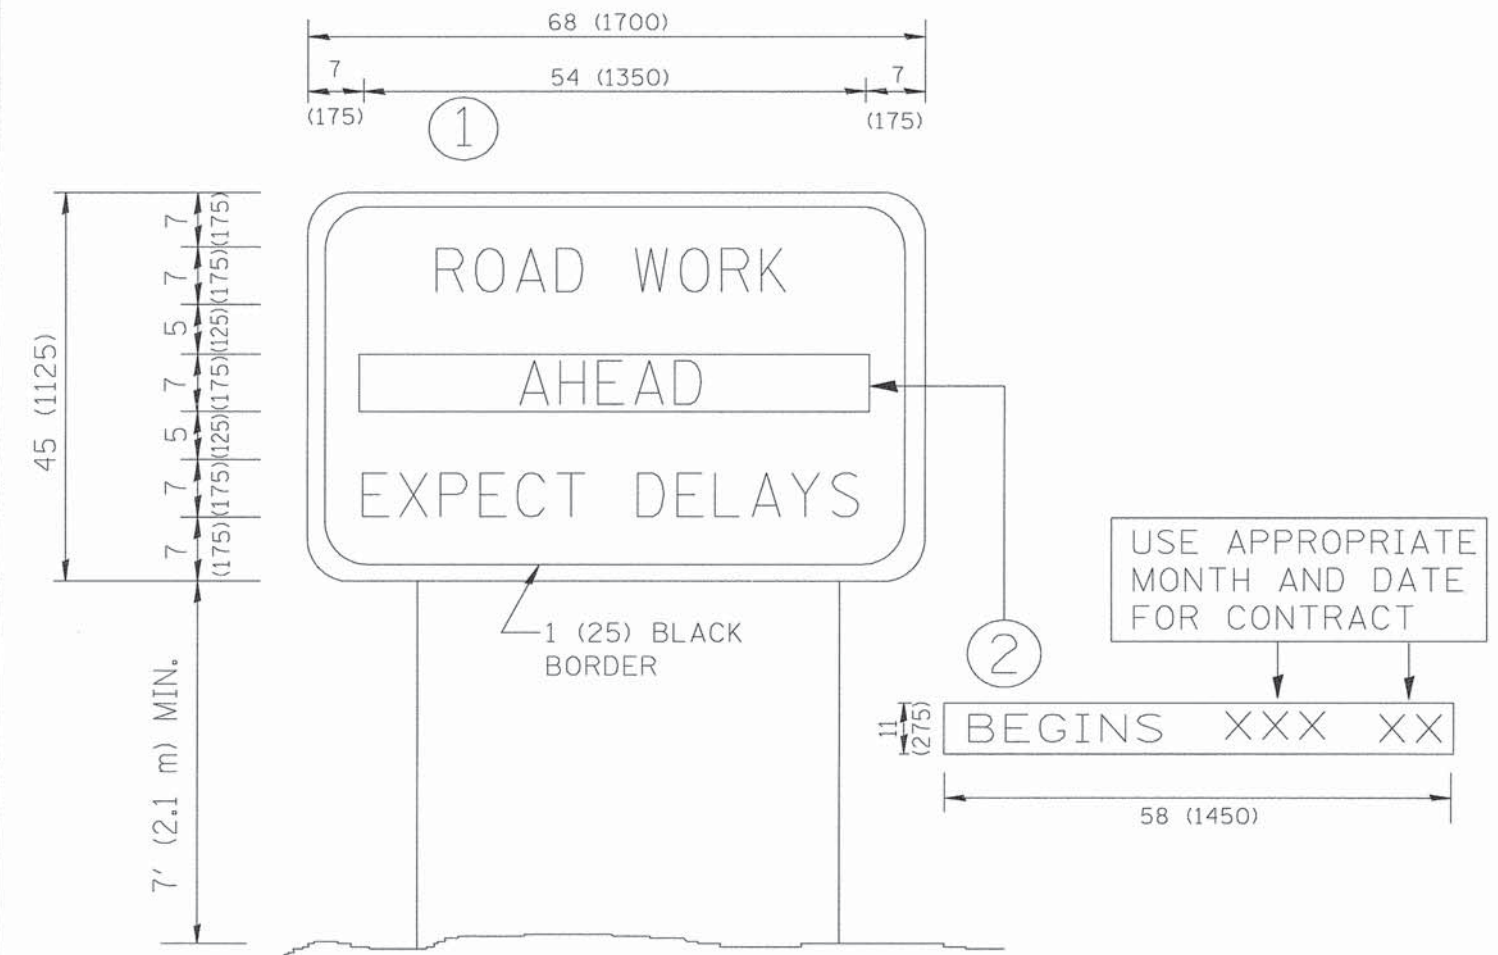 68 (1700)
7
54 (1350)
7
(175)
(175)
1
45 (1125)
7 (175)
7 (175)
5 (125)
7 (175)
5 (125)
7 (175)
7 (175)
ROAD WORK
AHEAD
EXPECT DELAYS
1 (25) BLACK
BORDER
7' (2.1 m) MIN.
2
USE APPROPRIATE
MONTH AND DATE
FOR CONTRACT
BEGINS XXX XX
11
(275)
58 (1450)